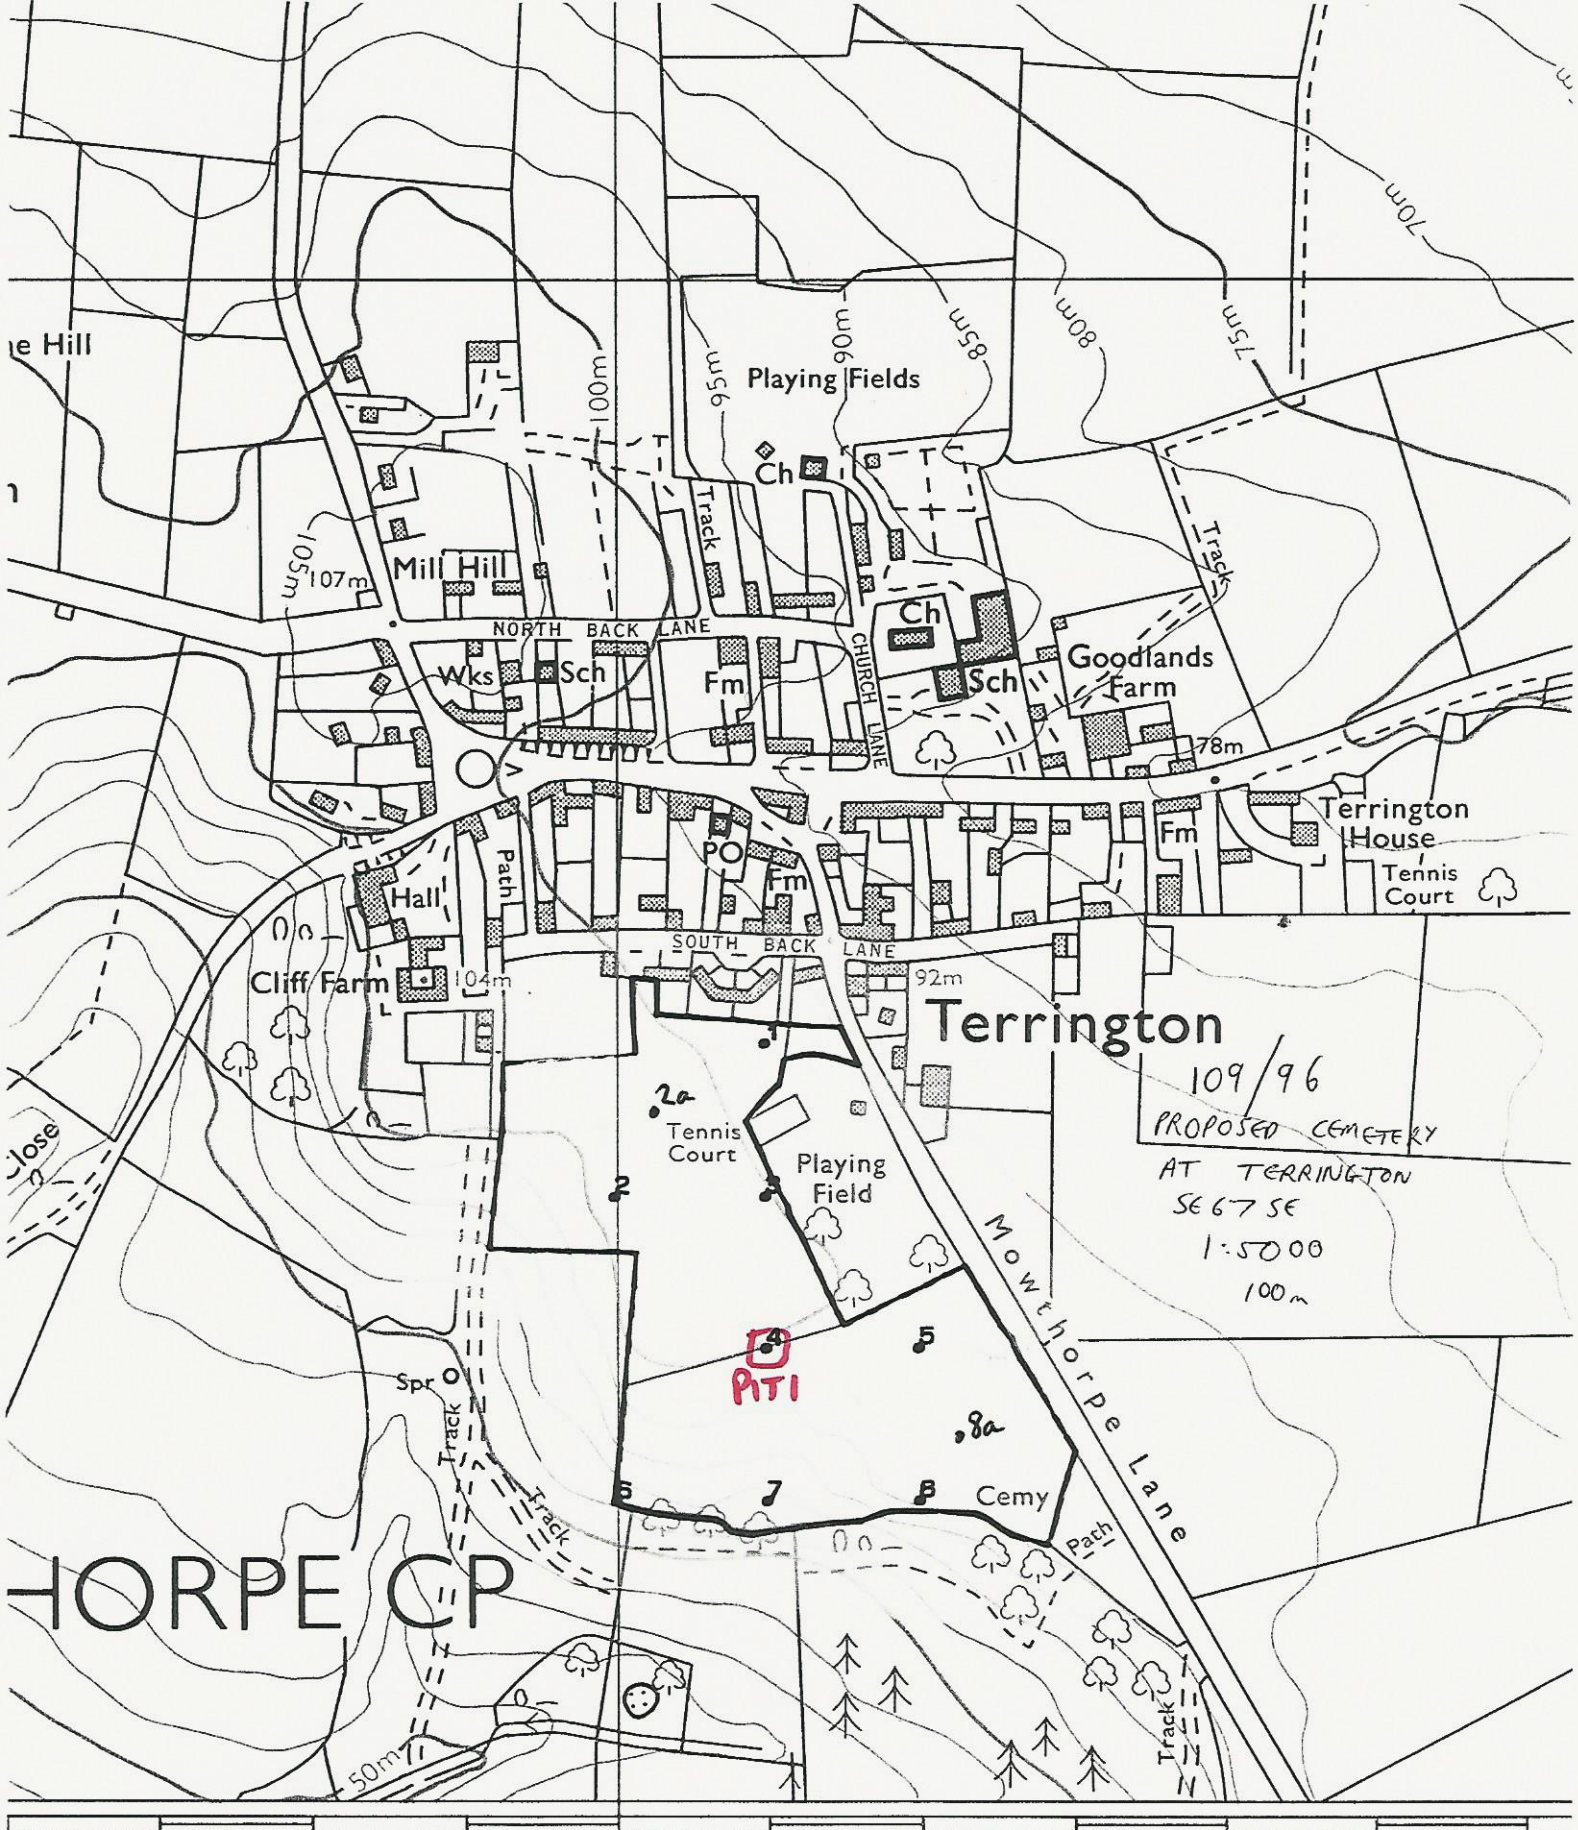 70m
75m
80m
85m
90m
95m
100m
105m
107m
Playing Fields
Ch
Track
Track
Mill Hill
NORTH BACK LANE
CHURCH LANE
Ch
Wks
Sch
Fm
Sch
Goodlands
Farm
78m
Terrington
House
Tennis
Court
Fm
PO
Fm
Path
Hall
SOUTH BACK LANE
Cliff Farm
104m
92m
Terrington
109/96
PROPOSED CEMETERY
AT TERRINGTON
SE 67 SE
1:5000
100m
1
2a
Tennis
Court
2
3
Playing
Field
Close
Mowthorpe Lane
4
PIT1
5
Spr
Track
8a
6
7
8
Cemy
Track
Path
HORPE CP
Track
50m
e Hill